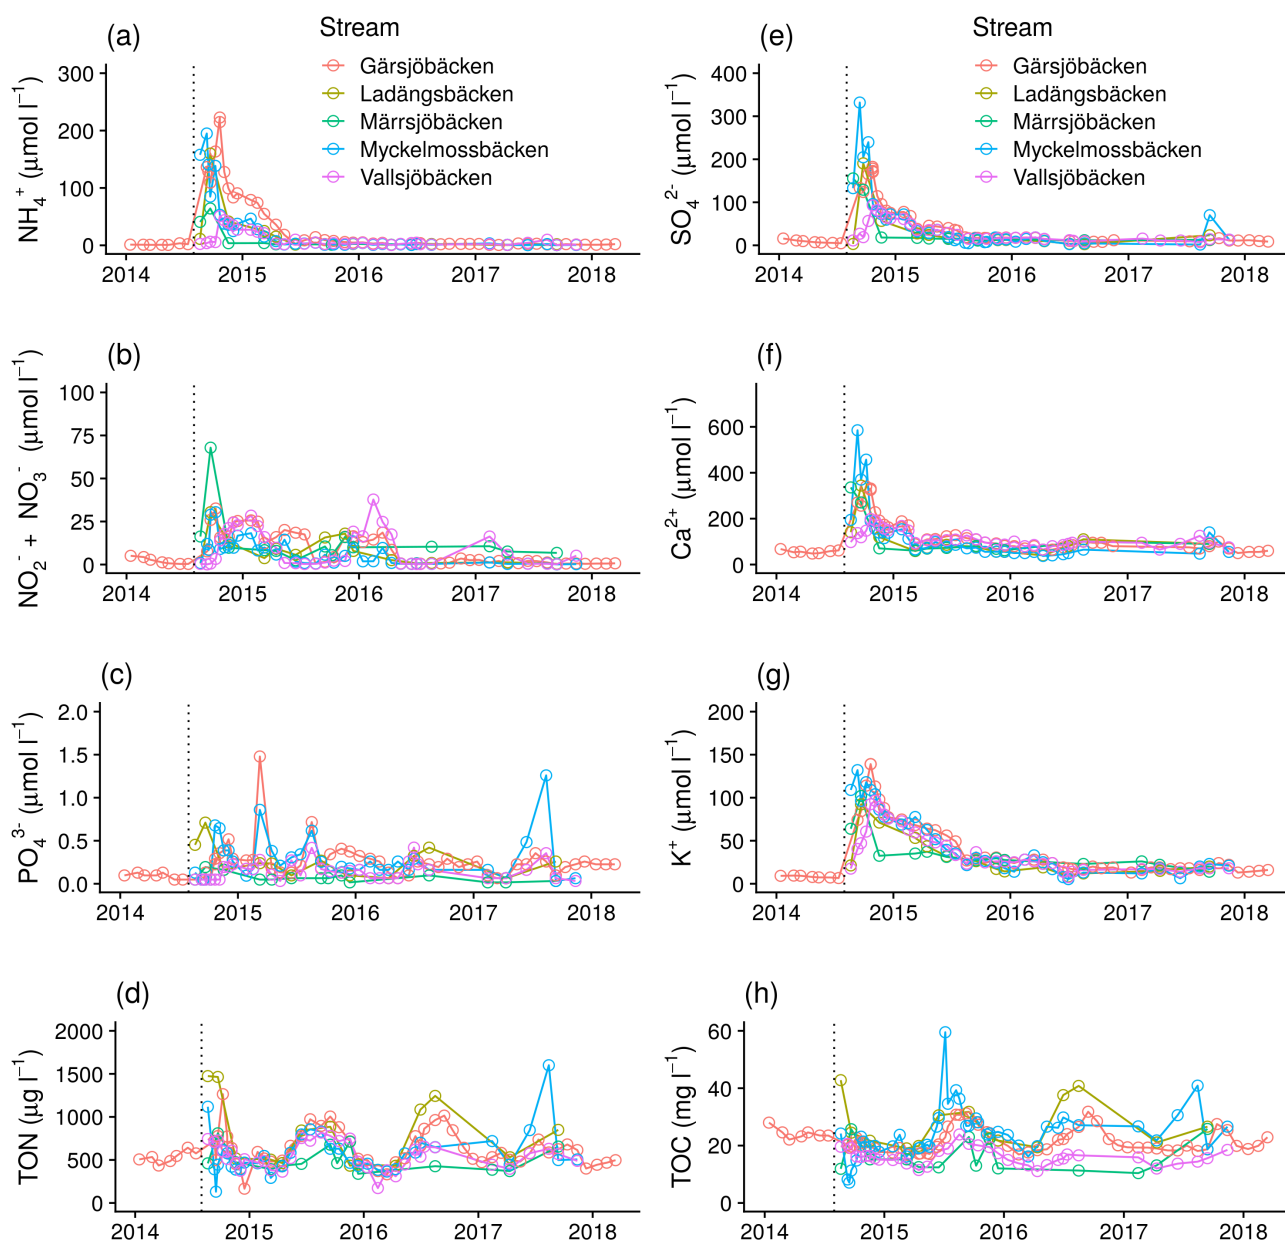 (a)
Stream
Gärsjöbäcken
Ladängsbäcken
Märrsjöbäcken
Myckelmossbäcken
Vallsjöbäcken
NH₄⁺ (µmol l⁻¹)
300
200
100
0
2014 2015 2016 2017 2018
(e)
Stream
Gärsjöbäcken
Ladängsbäcken
Märrsjöbäcken
Myckelmossbäcken
Vallsjöbäcken
SO₄²⁻ (µmol l⁻¹)
400
300
200
100
0
2014 2015 2016 2017 2018
(b)
NO₂⁻ + NO₃⁻ (µmol l⁻¹)
100
75
50
25
0
2014 2015 2016 2017 2018
(f)
Ca²⁺ (µmol l⁻¹)
600
400
200
0
2014 2015 2016 2017 2018
(c)
PO₄³⁻ (µmol l⁻¹)
2.0
1.5
1.0
0.5
0.0
2014 2015 2016 2017 2018
(g)
K⁺ (µmol l⁻¹)
200
150
100
50
0
2014 2015 2016 2017 2018
(d)
TON (µg l⁻¹)
2000
1500
1000
500
0
2014 2015 2016 2017 2018
(h)
TOC (mg l⁻¹)
60
40
20
0
2014 2015 2016 2017 2018